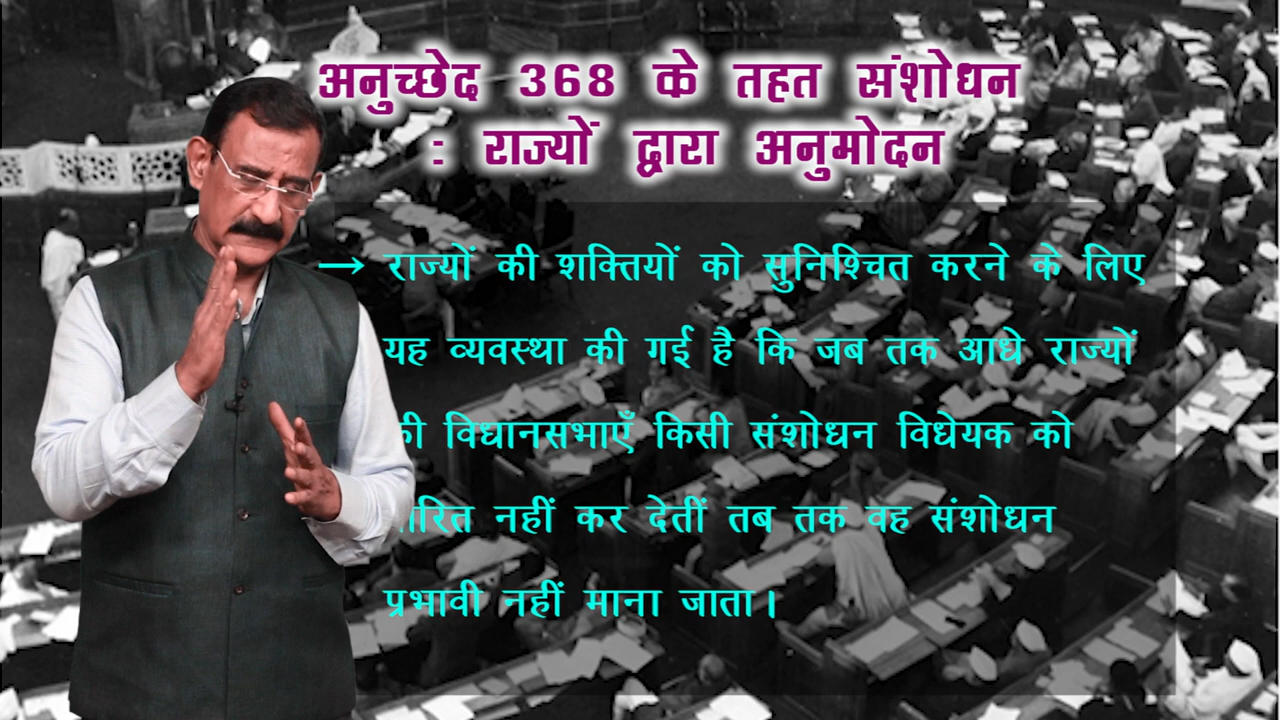 अनुच्छेद 368 के तहत संशोधन
: राज्यों द्वारा अनुमोदन
→ राज्यों की शक्तियों को सुनिश्चित करने के लिए
यह व्यवस्था की गई है कि जब तक आधे राज्यों
की विधानसभाएँ किसी संशोधन विधेयक को
पारित नहीं कर देतीं तब तक वह संशोधन
प्रभावी नहीं माना जाता।